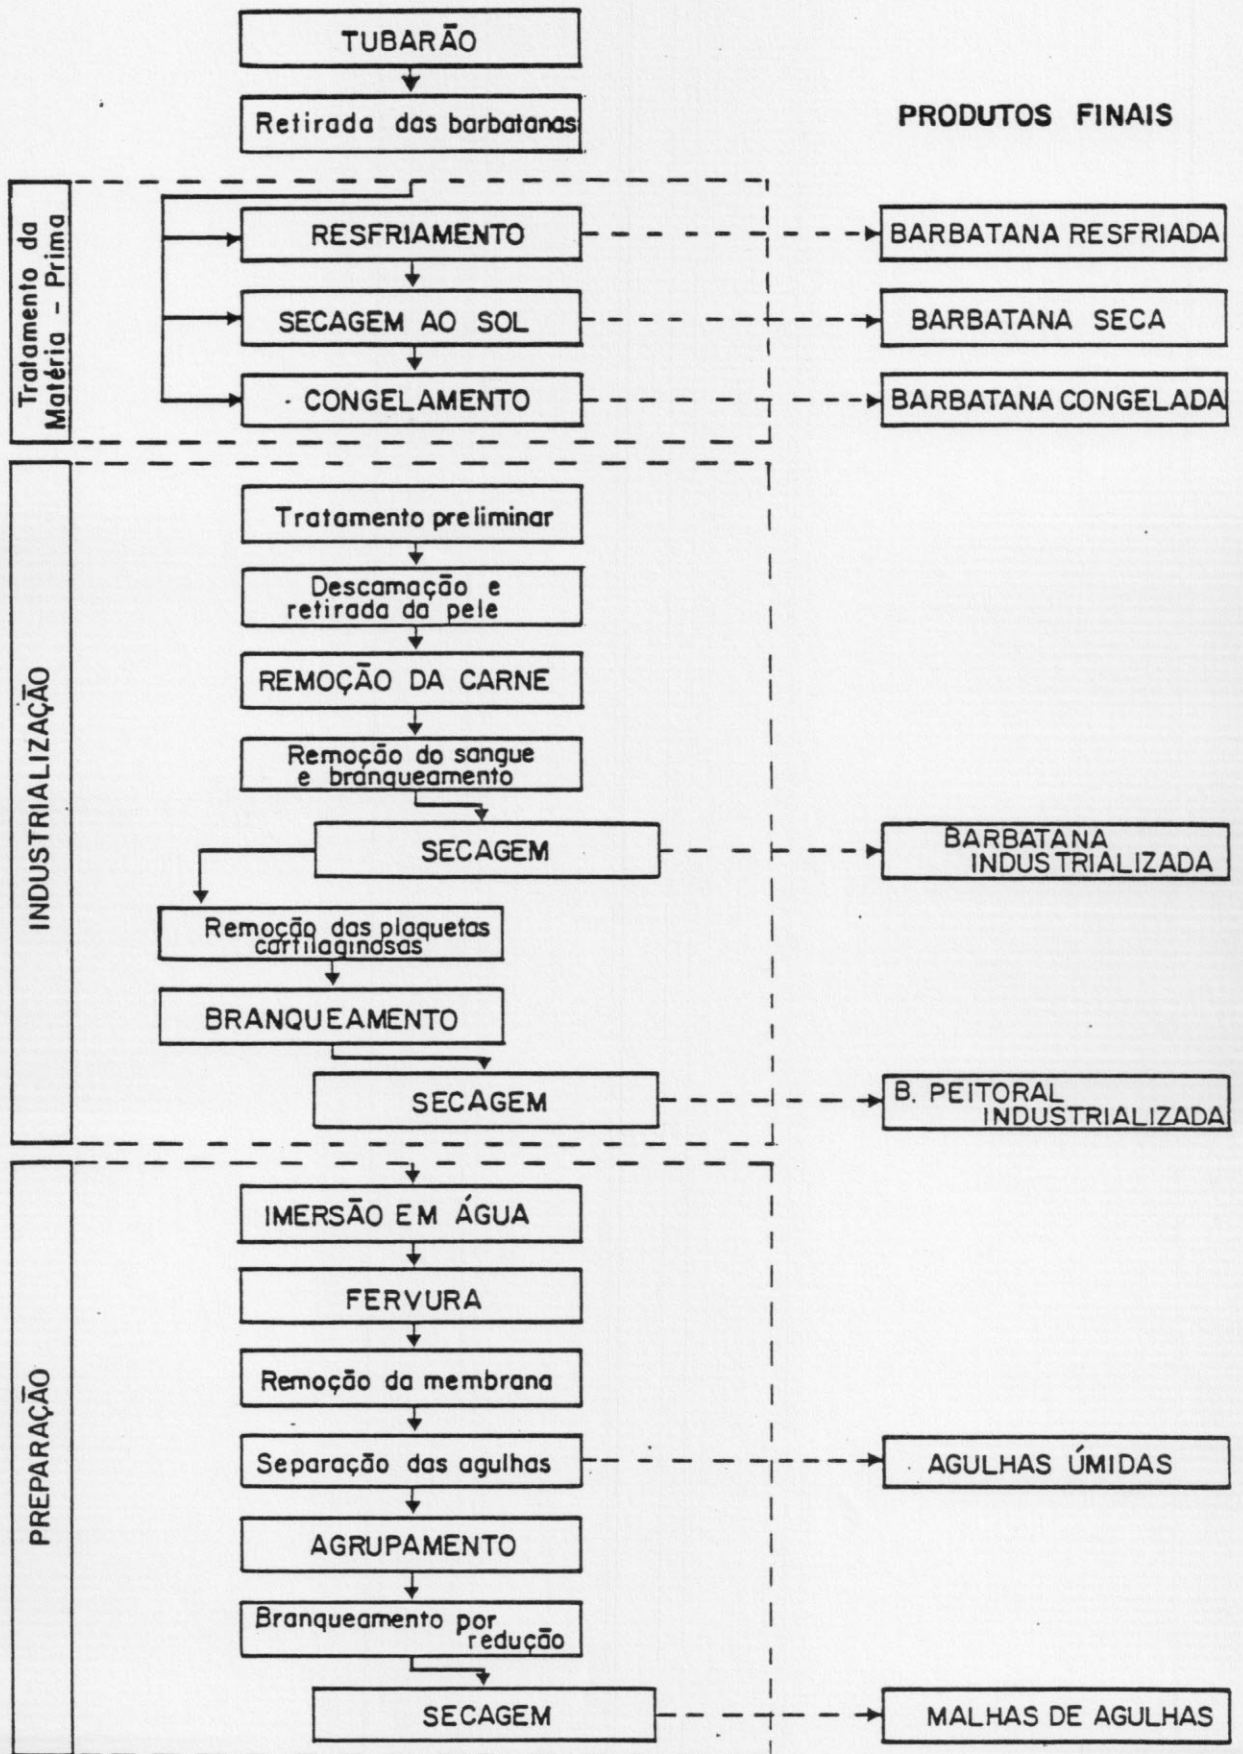 TUBARÃO
Retirada das barbatanas
PRODUTOS FINAIS
Tratamento da
Matéria - Prima
RESFRIAMENTO
BARBATANA RESFRIADA
SECAGEM AO SOL
BARBATANA SECA
CONGELAMENTO
BARBATANA CONGELADA
INDUSTRIALIZAÇÃO
Tratamento preliminar
Descamação e
retirada da pele
REMOÇÃO DA CARNE
Remoção do sangue
e branqueamento
SECAGEM
BARBATANA
INDUSTRIALIZADA
Remoção das plaquetas
cartilaginosas
BRANQUEAMENTO
SECAGEM
B. PEITORAL
INDUSTRIALIZADA
PREPARAÇÃO
IMERSÃO EM ÁGUA
FERVURA
Remoção da membrana
Separação das agulhas
AGULHAS ÚMIDAS
AGRUPAMENTO
Branqueamento por
redução
SECAGEM
MALHAS DE AGULHAS